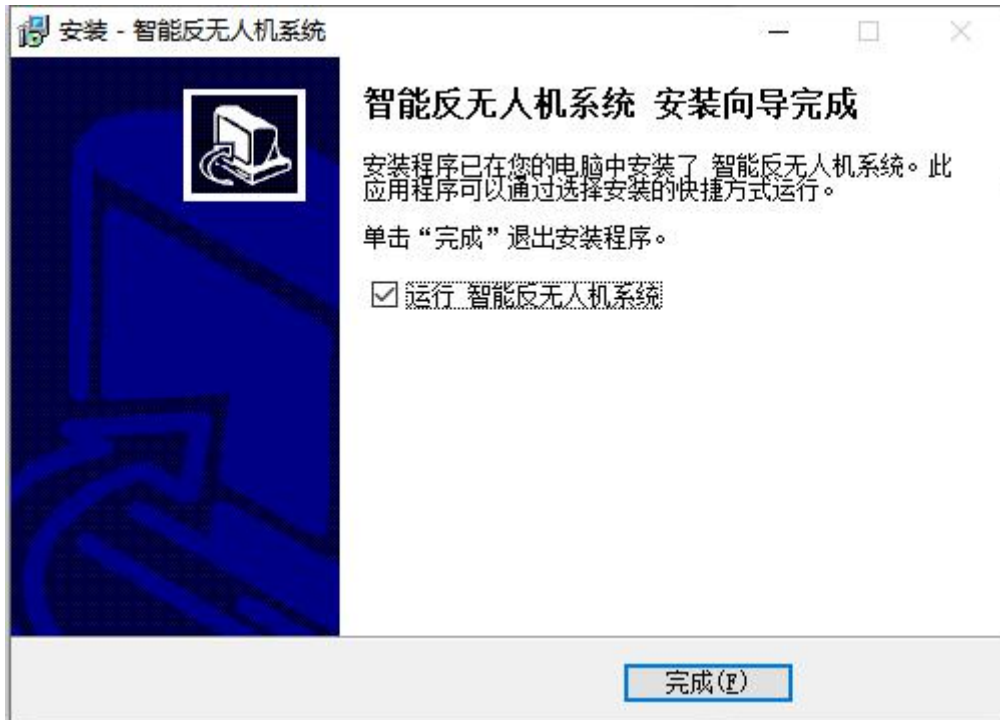 安装 - 智能反无人机系统
智能反无人机系统 安装向导完成
安装程序已在您的电脑中安装了 智能反无人机系统。此
应用程序可以通过选择安装的快捷方式运行。
单击“完成”退出安装程序。
运行 智能反无人机系统
完成(F)